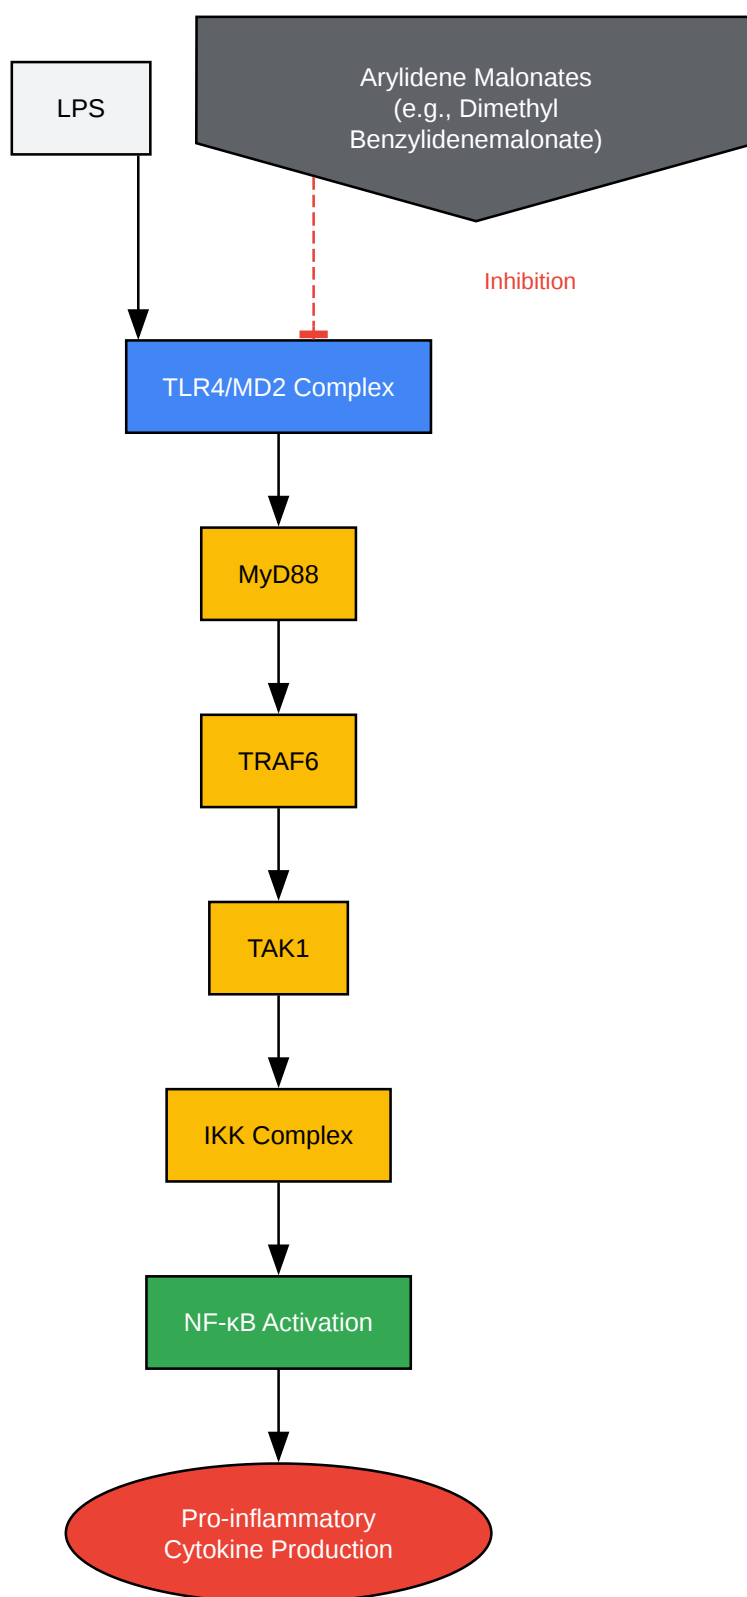 LPS
Arylidene Malonates
(e.g., Dimethyl
Benzylidenemalonate)
Inhibition
TLR4/MD2 Complex
MyD88
TRAF6
TAK1
IKK Complex
NF-κB Activation
Pro-inflammatory
Cytokine Production